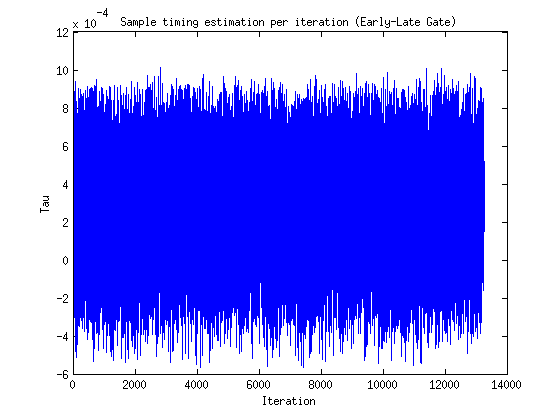 Sample timing estimation per iteration (Early-Late Gate)
x 10^-4
12
10
8
6
4
2
0
-2
-4
-6
Tau
0 2000 4000 6000 8000 10000 12000 14000
Iteration